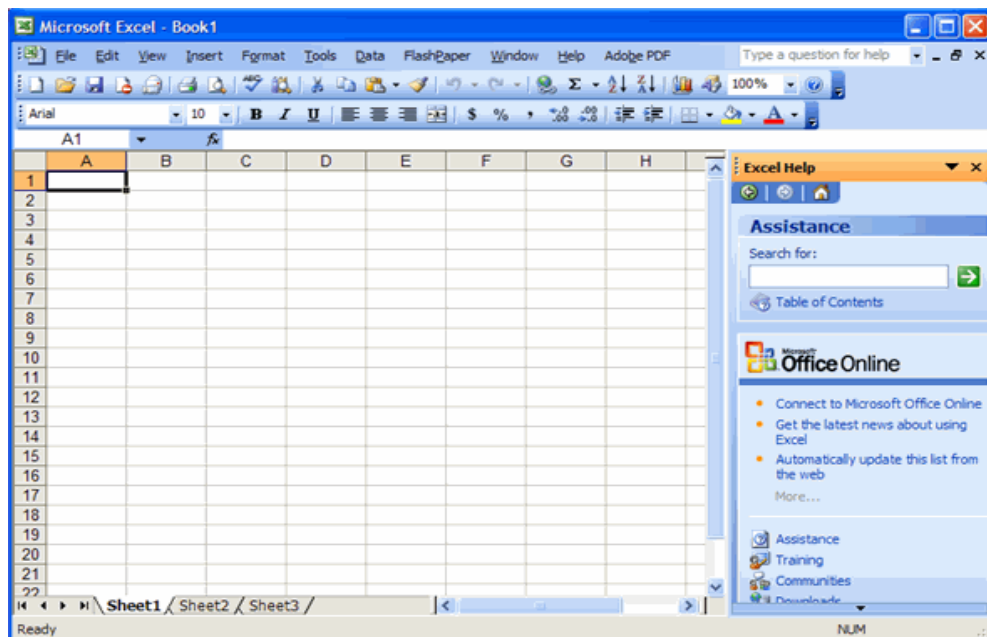 Microsoft Excel - Book1
File Edit View Insert Format Tools Data FlashPaper Window Help Adobe PDF Type a question for help
100%
Arial 10 B I U $ % ,
A1 fx
A B C D E F G H
Excel Help
1
2
3
4
5
6
7
8
9
10
11
12
13
14
15
16
17
18
19
20
21
22
Assistance
Search for:
Table of Contents
Microsoft
Office Online
Connect to Microsoft Office Online
Get the latest news about using
Excel
Automatically update this list from
the web
More...
Assistance
Training
Communities
Downloads
Sheet1 Sheet2 Sheet3
Ready NUM